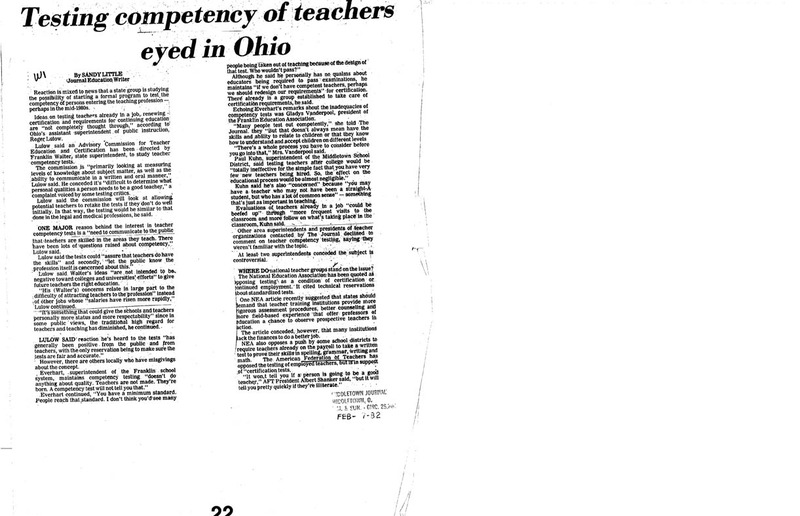 Testing competency of teachers
eyed in Ohio
By SANDY LITTLE
Journal Education Writer
Reaction is mixed to news that a state group is studying
the possibility of starting a formal program to test the
competency of persons entering the teaching profession —
perhaps in the mid-1980s.
Ideas on testing teachers already in a job, renewing
certification and requirements for continuing education
are "not completely thought through," according to
Ohio's assistant superintendent of public instruction,
Roger Lulow.
Lulow said an Advisory Commission for Teacher
Education and Certification has been directed by
Franklin Walter, state superintendent, to study teacher
competency tests.
The commission is "primarily looking at measuring
levels of knowledge about subject matter, as well as the
ability to communicate in a written and oral manner,"
Lulow said. He conceded it's "difficult to determine what
personal qualities a person needs to be a good teacher," a
complaint voiced by some testing critics.
Lulow said the commission will look at allowing
potential teachers to retake the tests if they don't do well
initially. In that way, the testing would be similar to that
done in the legal and medical professions, he said.
ONE MAJOR reason behind the interest in teacher
competency tests is a "need to communicate to the public
that teachers are skilled in the areas they teach. There
have been lots of questions raised about competency,"
Lulow said.
Lulow said the tests could "assure that teachers do have
the skills" and secondly, "let the public know the
profession itself is concerned about this."
Lulow said Walter's ideas "are not intended to be
negative toward colleges and universities' efforts" to give
future teachers the right education.
"His (Walter's) concerns relate in large part to the
difficulty of attracting teachers to the profession" instead
of other jobs whose "salaries have risen more rapidly,"
Lulow continued.
"It's something that could give the schools and teachers
personally more status and more respectability" since in
some public views, the traditional high regard for
teachers and teaching has diminished, he continued.
LULOW SAID reaction he's heard to the tests "has
generally been positive from the public and from
teachers, with the only reservation being to make sure the
tests are fair and accurate."
However, there are others locally who have misgivings
about the concept.
Everhart, superintendent of the Franklin school
system, maintains competency testing "doesn't do
anything about quality. Teachers are not made. They're
born. A competency test will not tell you that."
Everhart continued, "You have a minimum standard.
People reach that standard. I don't think you'd see many
people being taken out of teaching because of the design of
that test. Who wouldn't pass?"
Although he said he personally has no qualms about
educators being required to pass examinations, he
maintains "if we don't have competent teachers, perhaps
we should redesign our requirements" for certification.
There already is a group established to take care of
certification requirements, he said.
Echoing Everhart's remarks about the inadequacies of
competency tests was Gladys Vanderpool, president of
the Franklin Education Association.
"Many people test out competently," she told The
Journal. "But that doesn't always mean have the
skills and ability to relate to children or that they know
how to understand and accept children on different levels.
"There's a whole process you have to consider before
you go into that," Mrs. Vanderpool said.
Paul Kuhn, superintendent of the Middletown School
District, said testing teachers after college would be
"totally ineffective for the simple fact that you have very
few new teachers being hired. So, the effect on the
educational process would be almost negligible."
Kuhn said he's also "concerned" because "you may
have a teacher who may not have been a straight-A
student, but who has a lot of common sense" — something
that's just as important in teaching.
Evaluations of teachers already in a job "could be
beefed up" through "more frequent visits to the
classroom and more follow on what's taking place in the
classroom, Kuhn said.
Other area superintendents and presidents of teacher
organizations contacted by The Journal declined to
comment on teacher competency testing, saying they
weren't familiar with the topic.
At least two superintendents conceded the subject is
controversial.
WHERE DO national teacher groups stand on the issue?
The National Education Association has been quoted as
opposing testing as a condition of certification or
continued employment. It cited technical reservations
about standardized tests.
One NEA article recently suggested that states should
demand that teacher training institutions provide more
rigorous assessment procedures, better counseling and
more field-based experience that offer professors of
education a chance to observe prospective teachers in
action.
The article conceded, however, that many institutions
lack the finances to do a better job.
NEA also opposes a push by some school districts to
require teachers already on the payroll to take a written
test to prove their skills in spelling, grammar, writing and
math. The American Federation of Teachers has
opposed the testing of employed teachers, but it is supportive
of certification tests.
"It won't tell you if a person is going to be a good
teacher," AFT President Albert Shanker said, "but it will
tell you pretty quickly if they're illiterate."
MIDDLETOWN JOURNAL
MIDDLETOWN, O.
FEB- 7-82
22